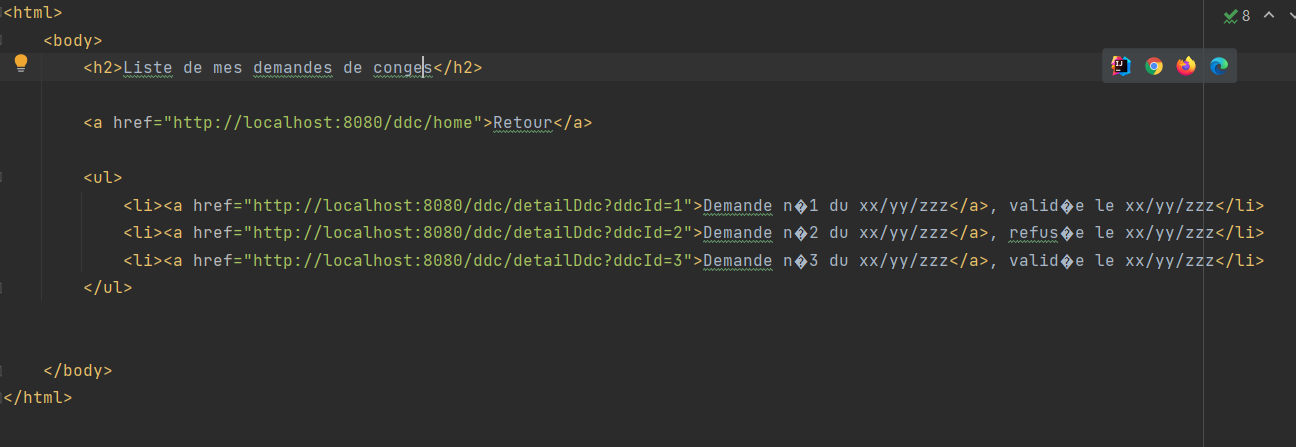 <html>
8
<body>
<h2>Liste de mes demandes de conges</h2>
<a href="http://localhost:8080/ddc/home">Retour</a>
<ul>
<li><a href="http://localhost:8080/ddc/detailDdc?ddcId=1">Demande n�1 du xx/yy/zzz</a>, valid�e le xx/yy/zzz</li>
<li><a href="http://localhost:8080/ddc/detailDdc?ddcId=2">Demande n�2 du xx/yy/zzz</a>, refus�e le xx/yy/zzz</li>
<li><a href="http://localhost:8080/ddc/detailDdc?ddcId=3">Demande n�3 du xx/yy/zzz</a>, valid�e le xx/yy/zzz</li>
</ul>
</body>
</html>